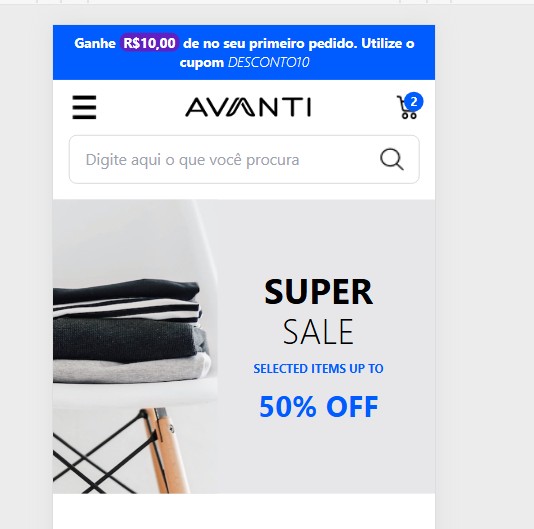 Ganhe R$10,00 de no seu primeiro pedido. Utilize o
cupom DESCONTO10
AVANTI
2
Digite aqui o que você procura
SUPER
SALE
SELECTED ITEMS UP TO
50% OFF